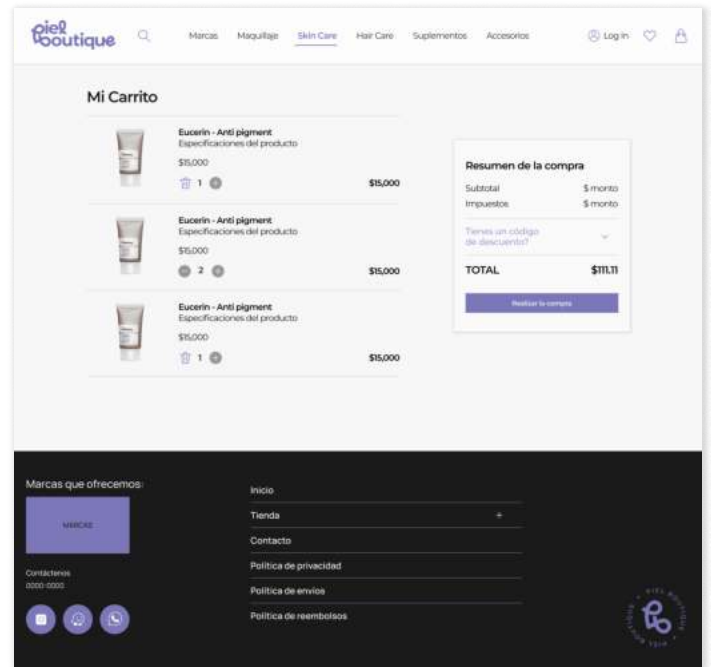 piel
boutique
Marcas Maquillaje Skin Care Hair Care Suplementos Accesorios Log in
Mi Carrito
Eucerin - Anti pigment
Especificaciones del producto
$15,000
1 $15,000
Eucerin - Anti pigment
Especificaciones del producto
$15,000
2 $15,000
Eucerin - Anti pigment
Especificaciones del producto
$15,000
1 $15,000
Resumen de la compra
Subtotal $ monto
Impuestos $ monto
Tienes un código
de descuento?
TOTAL $111.11
Realizar la compra
Marcas que ofrecemos:
MARCAS
Contáctenos
0000-0000
Inicio
Tienda +
Contacto
Política de privacidad
Política de envíos
Política de reembolsos
PIEL BOUTIQUE • PIEL BOUTIQUE •